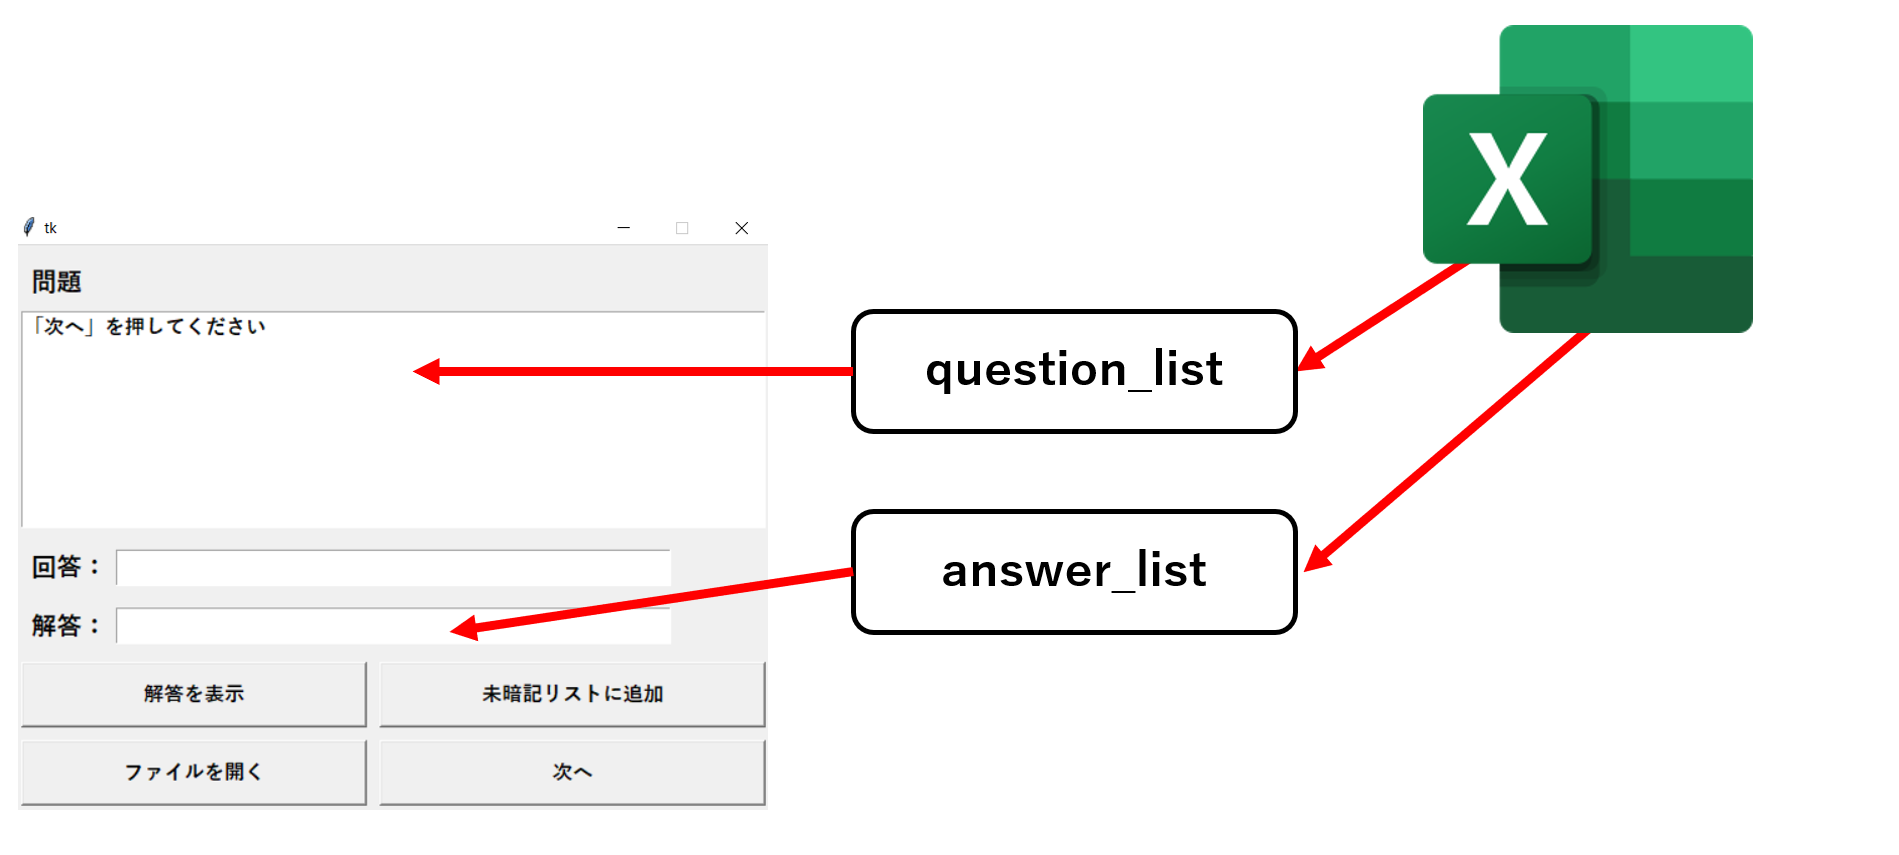 tk
問題
「次へ」を押してください
回答：
解答：
解答を表示
未暗記リストに追加
ファイルを開く
次へ
question_list
answer_list
X